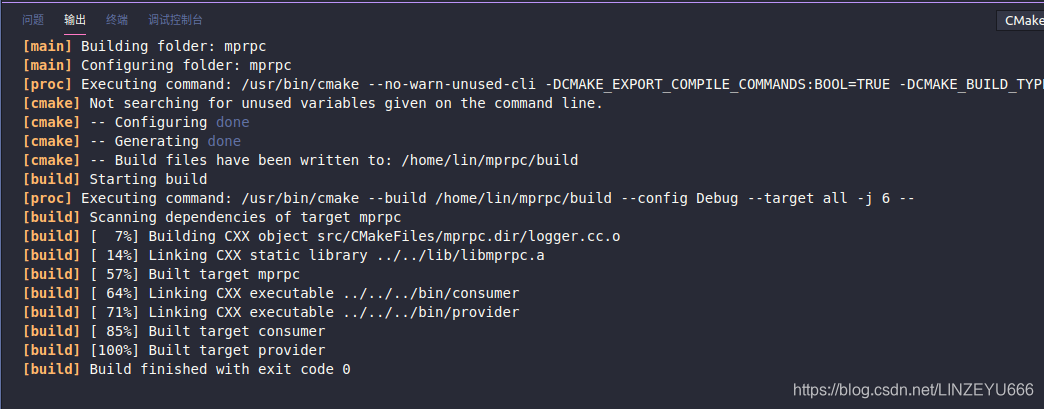 问题 输出 终端 调试控制台 CMake
[main] Building folder: mprpc
[main] Configuring folder: mprpc
[proc] Executing command: /usr/bin/cmake --no-warn-unused-cli -DCMAKE_EXPORT_COMPILE_COMMANDS:BOOL=TRUE -DCMAKE_BUILD_TYPE
[cmake] Not searching for unused variables given on the command line.
[cmake] -- Configuring done
[cmake] -- Generating done
[cmake] -- Build files have been written to: /home/lin/mprpc/build
[build] Starting build
[proc] Executing command: /usr/bin/cmake --build /home/lin/mprpc/build --config Debug --target all -j 6 --
[build] Scanning dependencies of target mprpc
[build] [  7%] Building CXX object src/CMakeFiles/mprpc.dir/logger.cc.o
[build] [ 14%] Linking CXX static library ../../lib/libmprpc.a
[build] [ 57%] Built target mprpc
[build] [ 64%] Linking CXX executable ../../../bin/consumer
[build] [ 71%] Linking CXX executable ../../../bin/provider
[build] [ 85%] Built target consumer
[build] [100%] Built target provider
[build] Build finished with exit code 0
https://blog.csdn.net/LINZEYU666